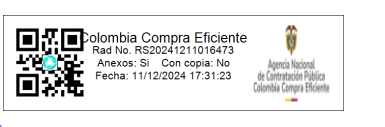 Colombia Compra Eficiente
Rad No. RS20241211016473
Anexos: Si Con copia: No
Fecha: 11/12/2024 17:31:23
Agencia Nacional
de Contratación Pública
Colombia Compra Eficiente